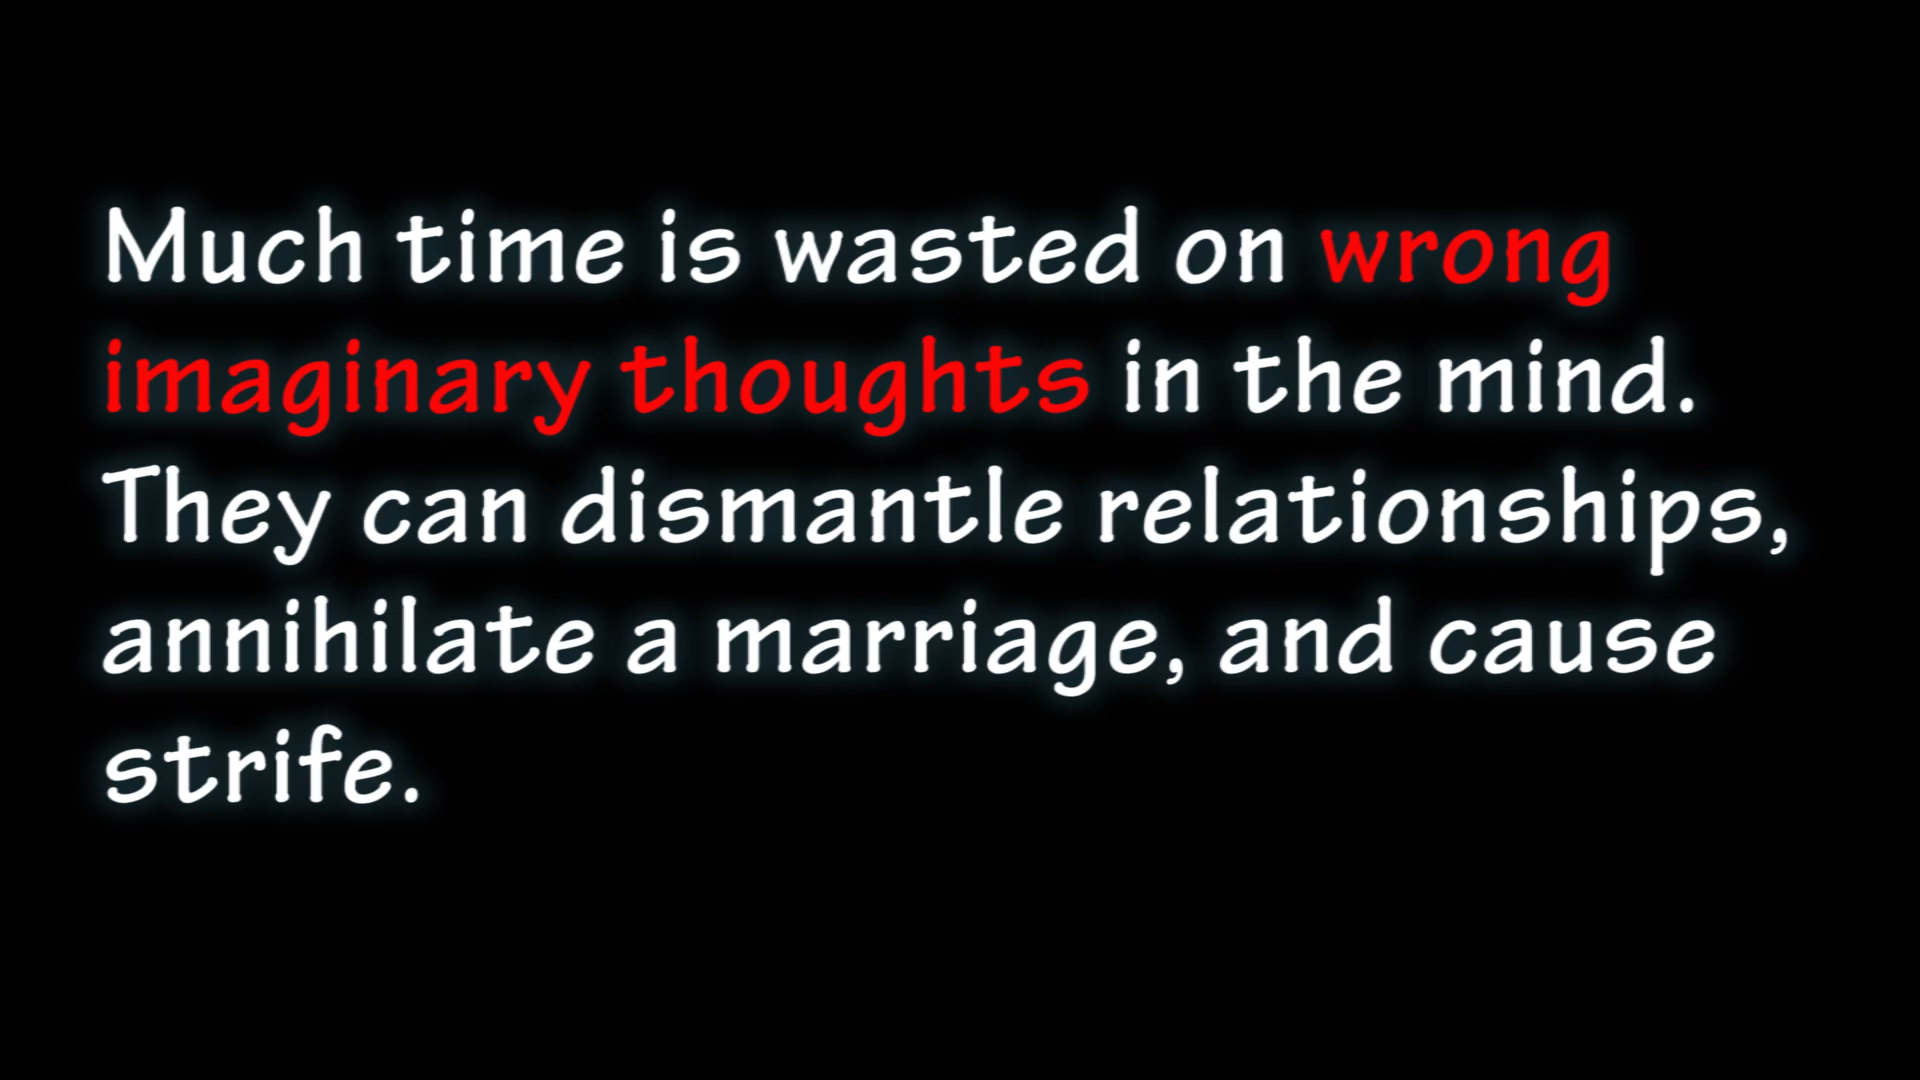 Much time is wasted on wrong
imaginary thoughts in the mind.
They can dismantle relationships,
annihilate a marriage, and cause
strife.